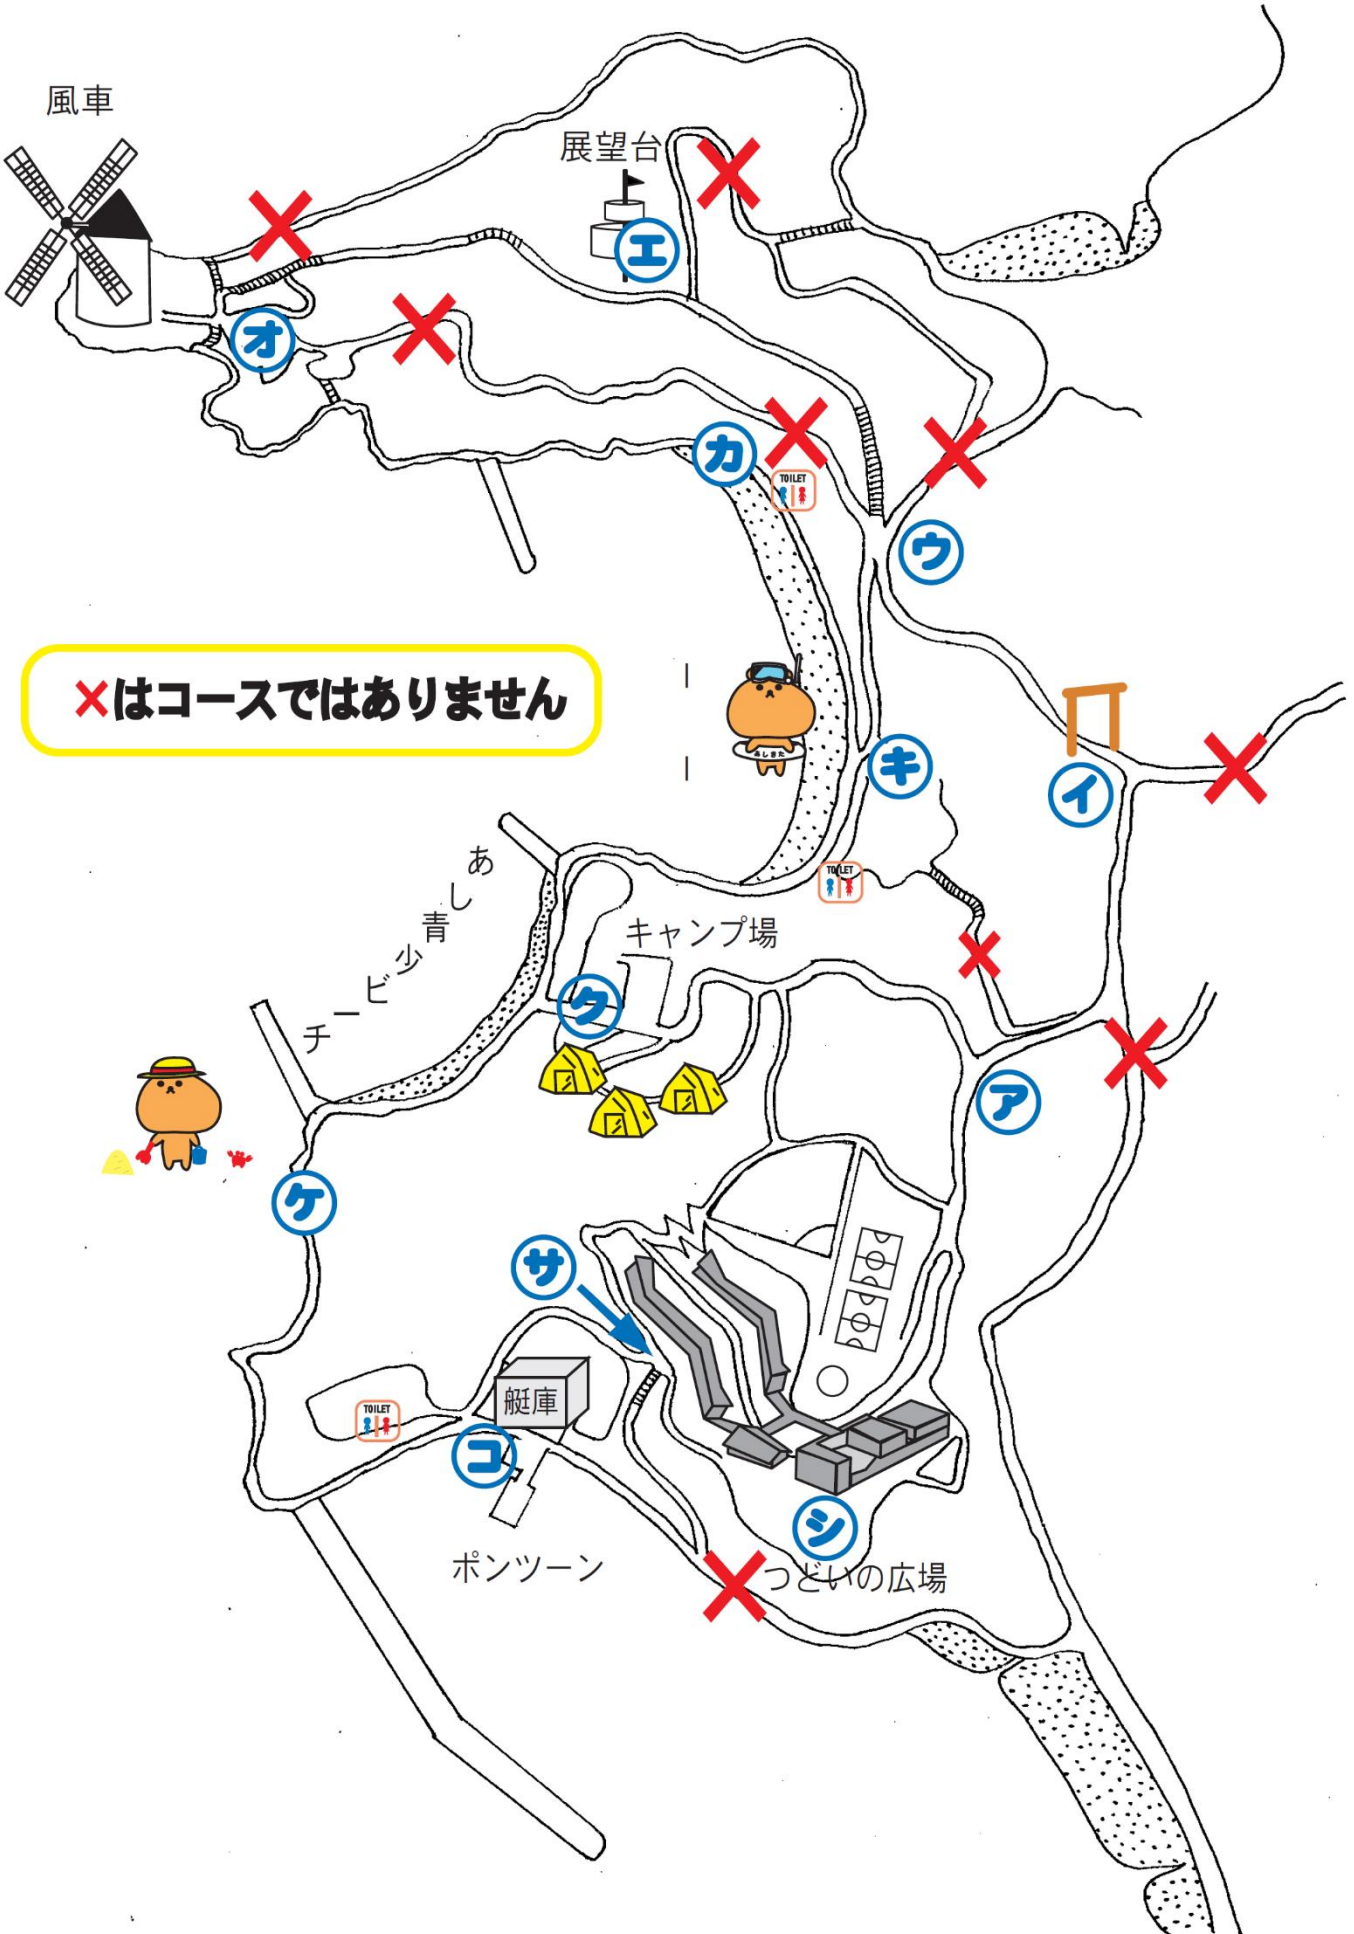 風車
展望台
エ
オ
カ
TOILET
ウ
×はコースではありません
あしきた
キ
イ
TOILET
あし青少ビーチ
キャンプ場
ク
ア
ケ
サ
艇庫
TOILET
コ
シ
ポンツーン
つどいの広場